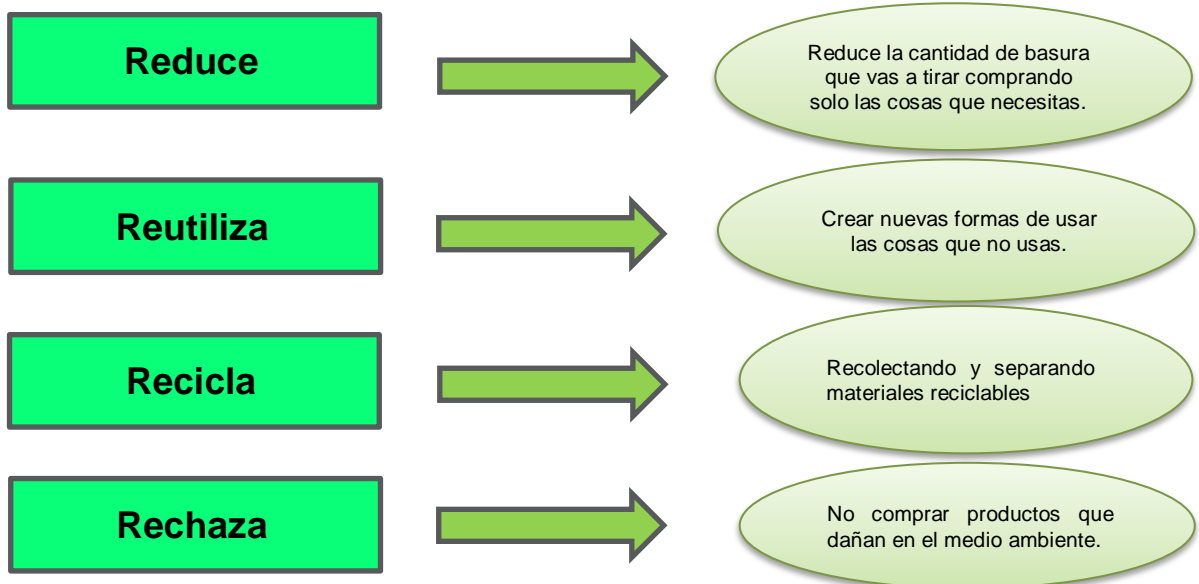 Reduce
Reduce la cantidad de basura
que vas a tirar comprando
solo las cosas que necesitas.
Reutiliza
Crear nuevas formas de usar
las cosas que no usas.
Recicla
Recolectando y separando
materiales reciclables
Rechaza
No comprar productos que
dañan en el medio ambiente.